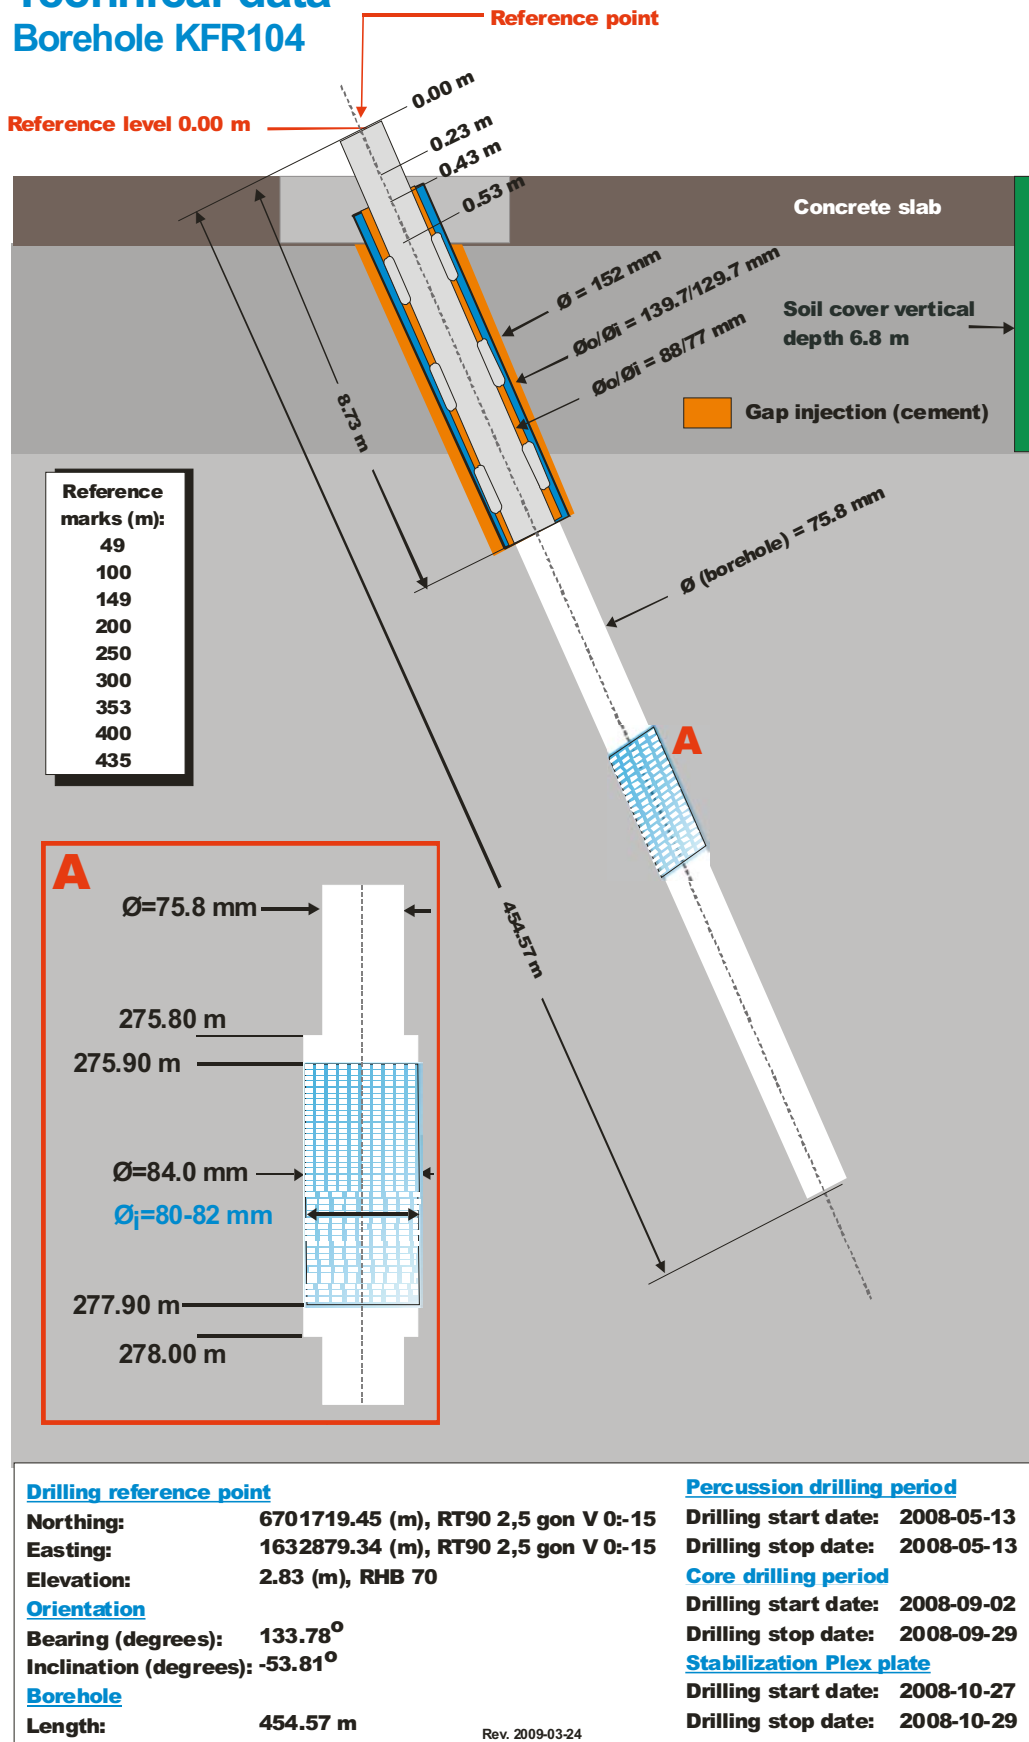 Technical data
Borehole KFR104
Reference point
0.00 m
Reference level 0.00 m
0.23 m
0.43 m
0.53 m
Concrete slab
Ø = 152 mm
Øo/Øi = 139.7/129.7 mm
Øo/Øi = 88/77 mm
Soil cover vertical
depth 6.8 m
Gap injection (cement)
8.73 m
Reference
marks (m):
49
100
149
200
250
300
353
400
435
Ø (borehole) = 75.8 mm
A
454.57 m
A
Ø=75.8 mm
275.80 m
275.90 m
Ø=84.0 mm
Øi=80-82 mm
277.90 m
278.00 m
Drilling reference point
Northing: 6701719.45 (m), RT90 2,5 gon V 0:-15
Easting: 1632879.34 (m), RT90 2,5 gon V 0:-15
Elevation: 2.83 (m), RHB 70
Orientation
Bearing (degrees): 133.78°
Inclination (degrees): -53.81°
Borehole
Length: 454.57 m
Rev. 2009-03-24
Percussion drilling period
Drilling start date: 2008-05-13
Drilling stop date: 2008-05-13
Core drilling period
Drilling start date: 2008-09-02
Drilling stop date: 2008-09-29
Stabilization Plex plate
Drilling start date: 2008-10-27
Drilling stop date: 2008-10-29